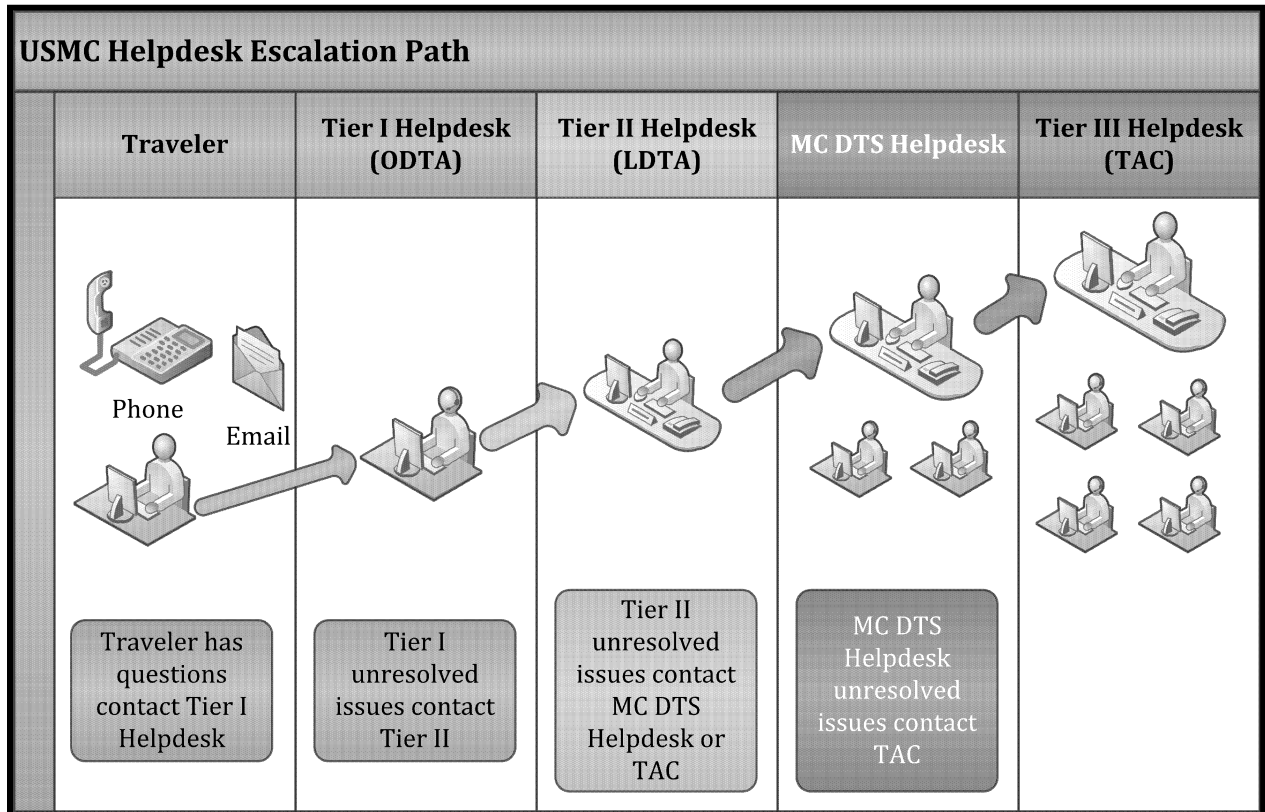 USMC Helpdesk Escalation Path
Traveler
Tier I Helpdesk
(ODTA)
Tier II Helpdesk
(LDTA)
MC DTS Helpdesk
Tier III Helpdesk
(TAC)
Phone
Email
Traveler has
questions
contact Tier I
Helpdesk
Tier I
unresolved
issues contact
Tier II
Tier II
unresolved
issues contact
MC DTS
Helpdesk or
TAC
MC DTS
Helpdesk
unresolved
issues contact
TAC